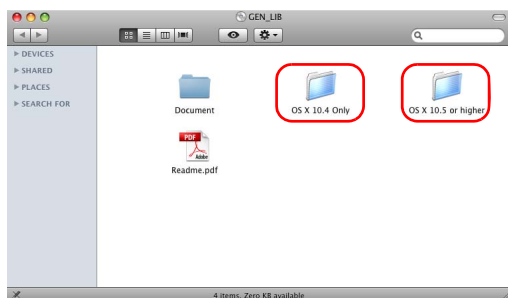 GEN_LIB
DEVICES
SHARED
PLACES
SEARCH FOR
Document
OS X 10.4 Only
OS X 10.5 or higher
PDF
Adobe
Readme.pdf
4 items, Zero KB available